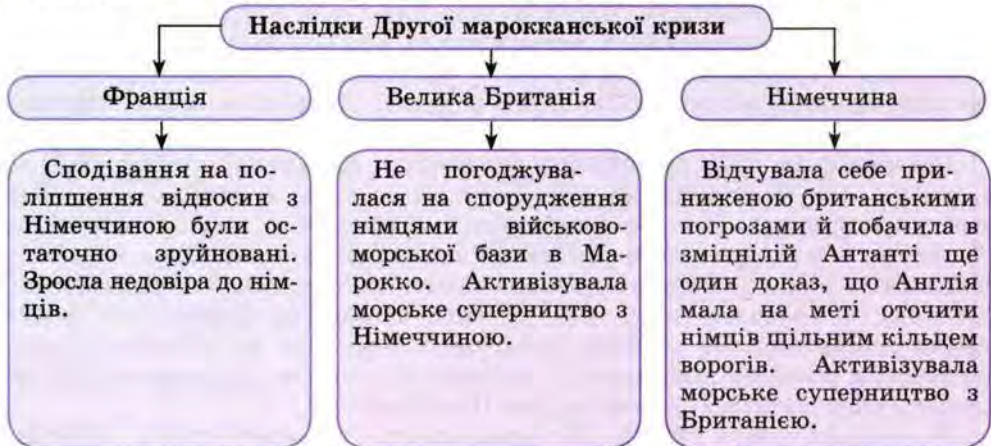 Наслідки Другої марокканської кризи
Франція
Сподівання на по-
ліпшення відносин з
Німеччиною були ос-
таточно зруйновані.
Зросла недовіра до нім-
ців.
Велика Британія
Не погоджува-
лася на спорудження
німцями військово-
морської бази в Ма-
рокко. Активізувала
морське суперництво з
Німеччиною.
Німеччина
Відчувала себе при-
ниженою британськими
погрозами й побачила в
зміцнілій Антанті ще
один доказ, що Англія
мала на меті оточити
німців щільним кільцем
ворогів. Активізувала
морське суперництво з
Британією.